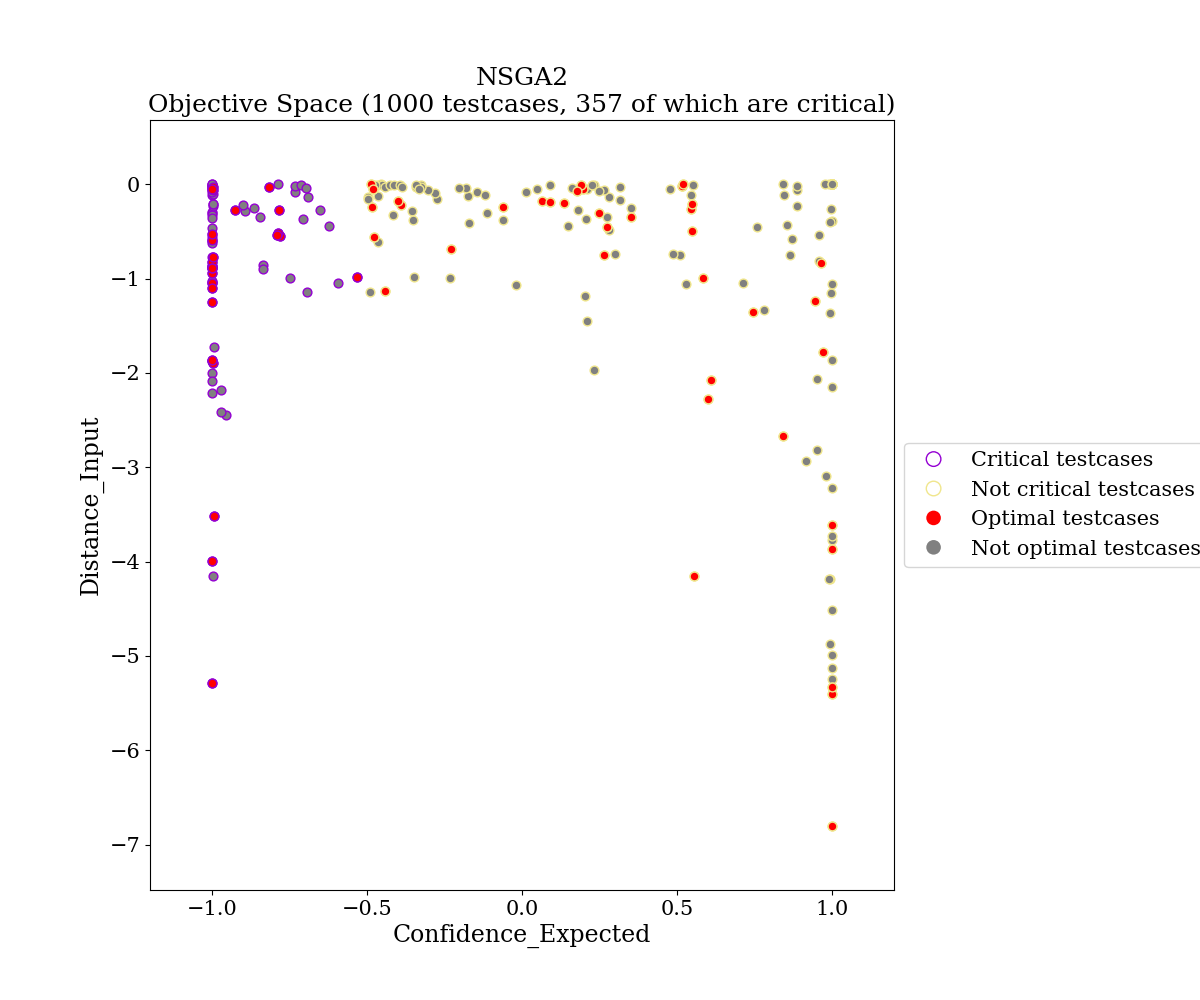 NSGA2
Objective Space (1000 testcases, 357 of which are critical)
0
−1
−2
−3
−4
−5
−6
−7
Distance_Input
−1.0
−0.5
0.0
0.5
1.0
Confidence_Expected
Critical testcases
Not critical testcases
Optimal testcases
Not optimal testcases